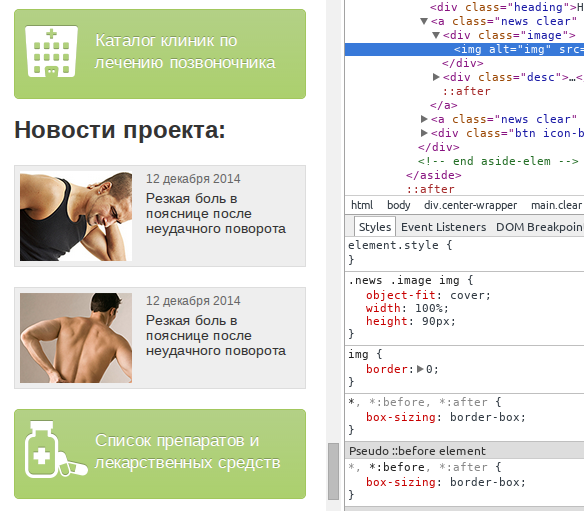 Каталог клиник по
лечению позвоночника
Новости проекта:
12 декабря 2014
Резкая боль в
пояснице после
неудачного поворота
12 декабря 2014
Резкая боль в
пояснице после
неудачного поворота
Список препаратов и
лекарственных средств
<div class="heading">Н
<a class="news clear"
<div class="image">
<img alt="img" src=
</div>
<div class="desc">…<
::after
</a>
<a class="news clear"
<div class="btn icon-b
</div>
<!-- end aside-elem -->
</aside>
::after
html body div.center-wrapper main.clear
Styles Event Listeners DOM Breakpoin
element.style {
}
.news .image img {
object-fit: cover;
width: 100%;
height: 90px;
}
img {
border: 0;
}
*, *:before, *:after {
box-sizing: border-box;
}
Pseudo ::before element
*, *:before, *:after {
box-sizing: border-box;
}